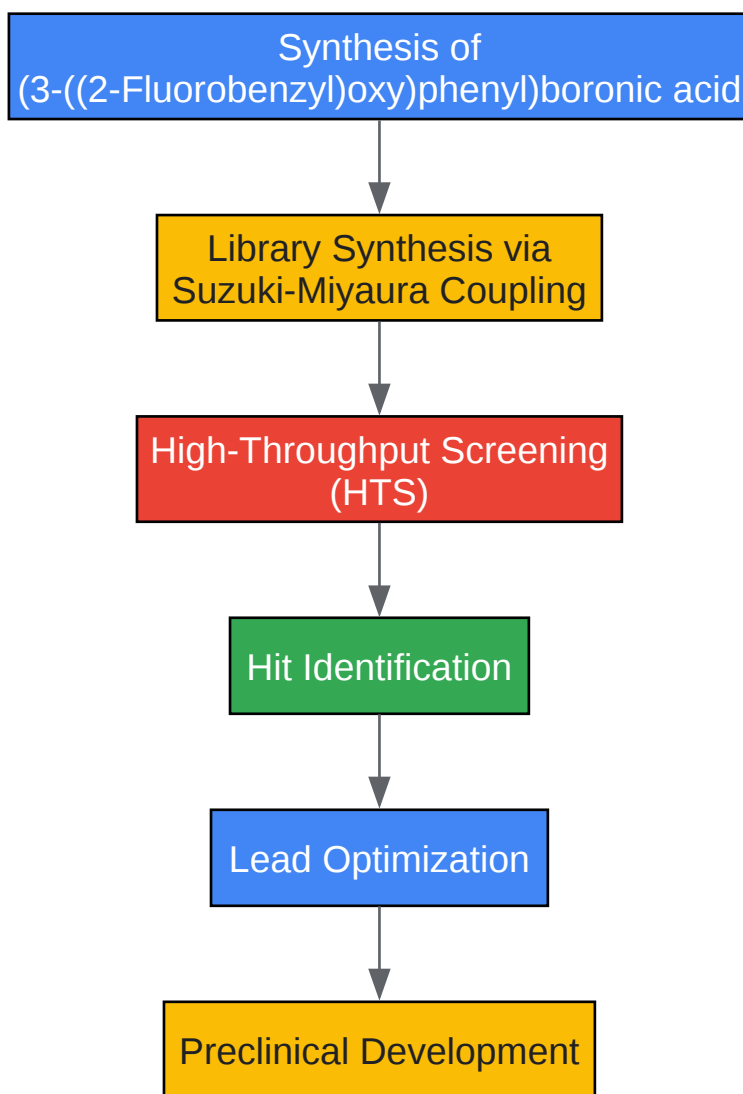 Synthesis of
(3-((2-Fluorobenzyl)oxy)phenyl)boronic acid
Library Synthesis via
Suzuki-Miyaura Coupling
High-Throughput Screening
(HTS)
Hit Identification
Lead Optimization
Preclinical Development